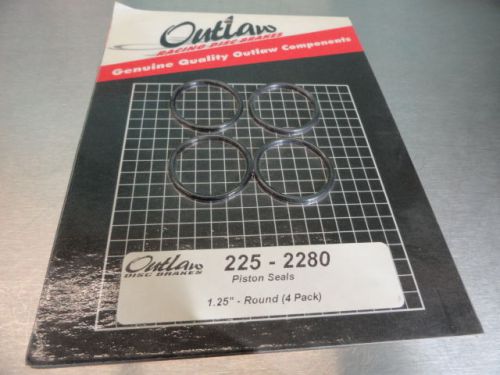 Outlaw
RACING DISC BRAKES
Genuine Quality Outlaw Components
Outlaw
DISC BRAKES
225 - 2280
Piston Seals
1.25" - Round (4 Pack)